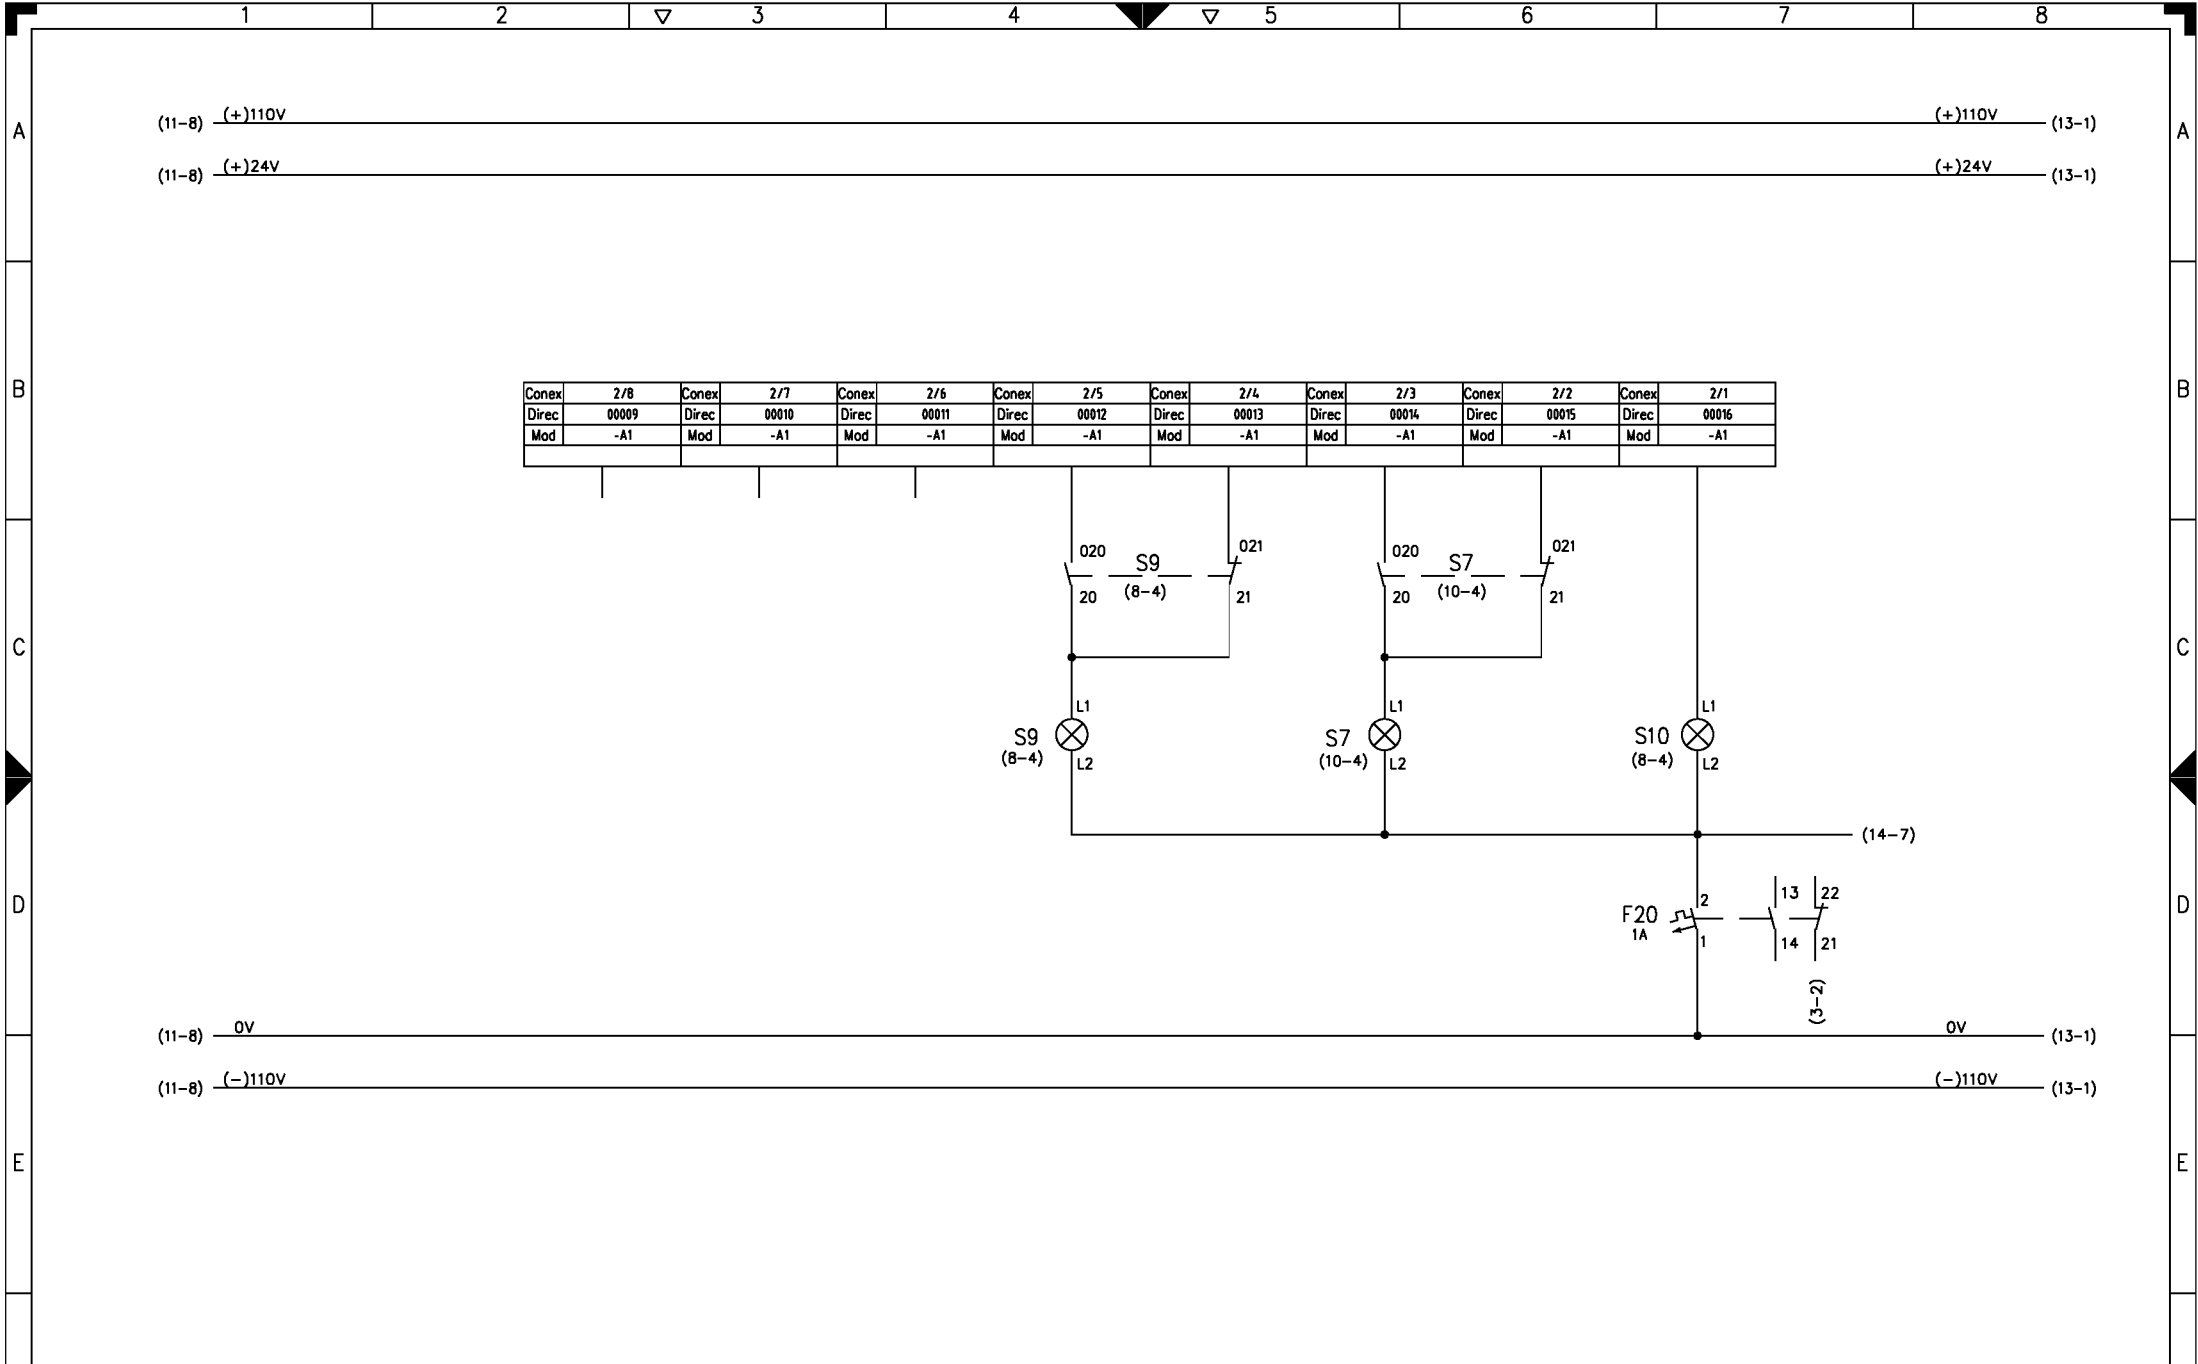 1 2 3 4 5 6 7 8
A A
(11-8) (+)110V (+)110V (13-1)
(11-8) (+)24V (+)24V (13-1)
B B
Conex 2/8 Conex 2/7 Conex 2/6 Conex 2/5 Conex 2/4 Conex 2/3 Conex 2/2 Conex 2/1
Direc 00009 Direc 00010 Direc 00011 Direc 00012 Direc 00013 Direc 00014 Direc 00015 Direc 00016
Mod -A1 Mod -A1 Mod -A1 Mod -A1 Mod -A1 Mod -A1 Mod -A1 Mod -A1
020 S9 021 020 S7 021
20 (8-4) 21 20 (10-4) 21
C C
L1 L1 L1
S9 S7 S10
(8-4) L2 (10-4) L2 (8-4) L2
(14-7)
D D
2 13 22
F20
1A 1 14 21
(3-2)
(11-8) 0V 0V (13-1)
(11-8) (-)110V (-)110V (13-1)
E E